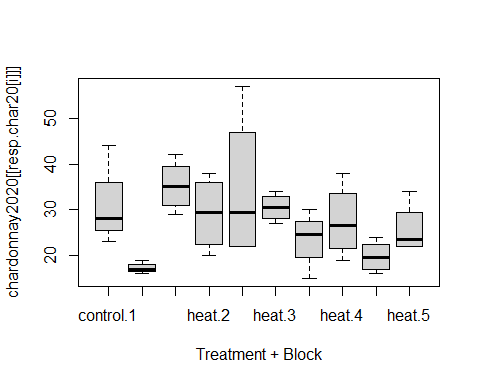 chardonnay2020[[resp.char20[i]]]
50
40
30
20
control.1 heat.2 heat.3 heat.4 heat.5
Treatment + Block